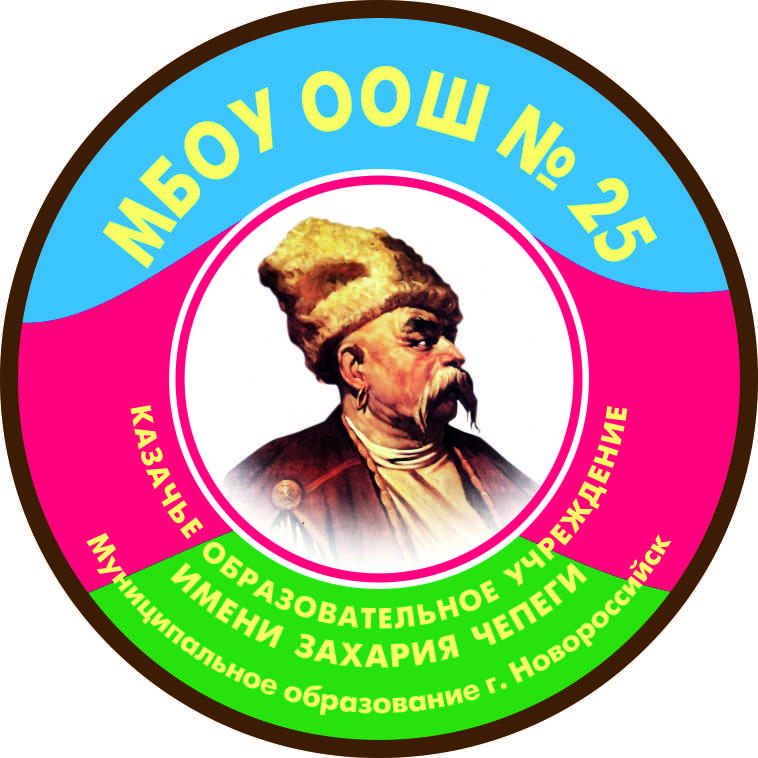 МБОУ ООШ № 25
КАЗАЧЬЕ ОБРАЗОВАТЕЛЬНОЕ УЧРЕЖДЕНИЕ
ИМЕНИ ЗАХАРИЯ ЧЕПЕГИ
Муниципальное образование г. Новороссийск